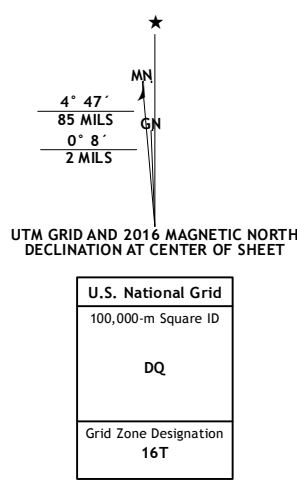 ★
MN
4° 47´
85 MILS
GN
0° 8´
2 MILS
UTM GRID AND 2016 MAGNETIC NORTH
DECLINATION AT CENTER OF SHEET
U.S. National Grid
100,000-m Square ID
DQ
Grid Zone Designation
16T